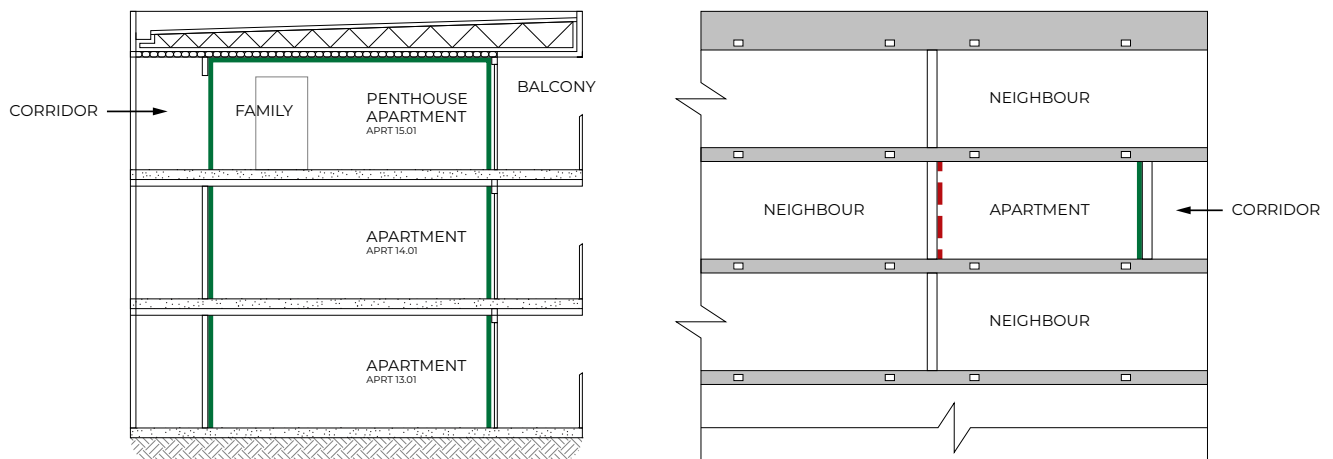 BALCONY
CORRIDOR
FAMILY
PENTHOUSE
APARTMENT
APRT 15.01
APARTMENT
APRT 14.01
APARTMENT
APRT 13.01
NEIGHBOUR
NEIGHBOUR
APARTMENT
CORRIDOR
NEIGHBOUR